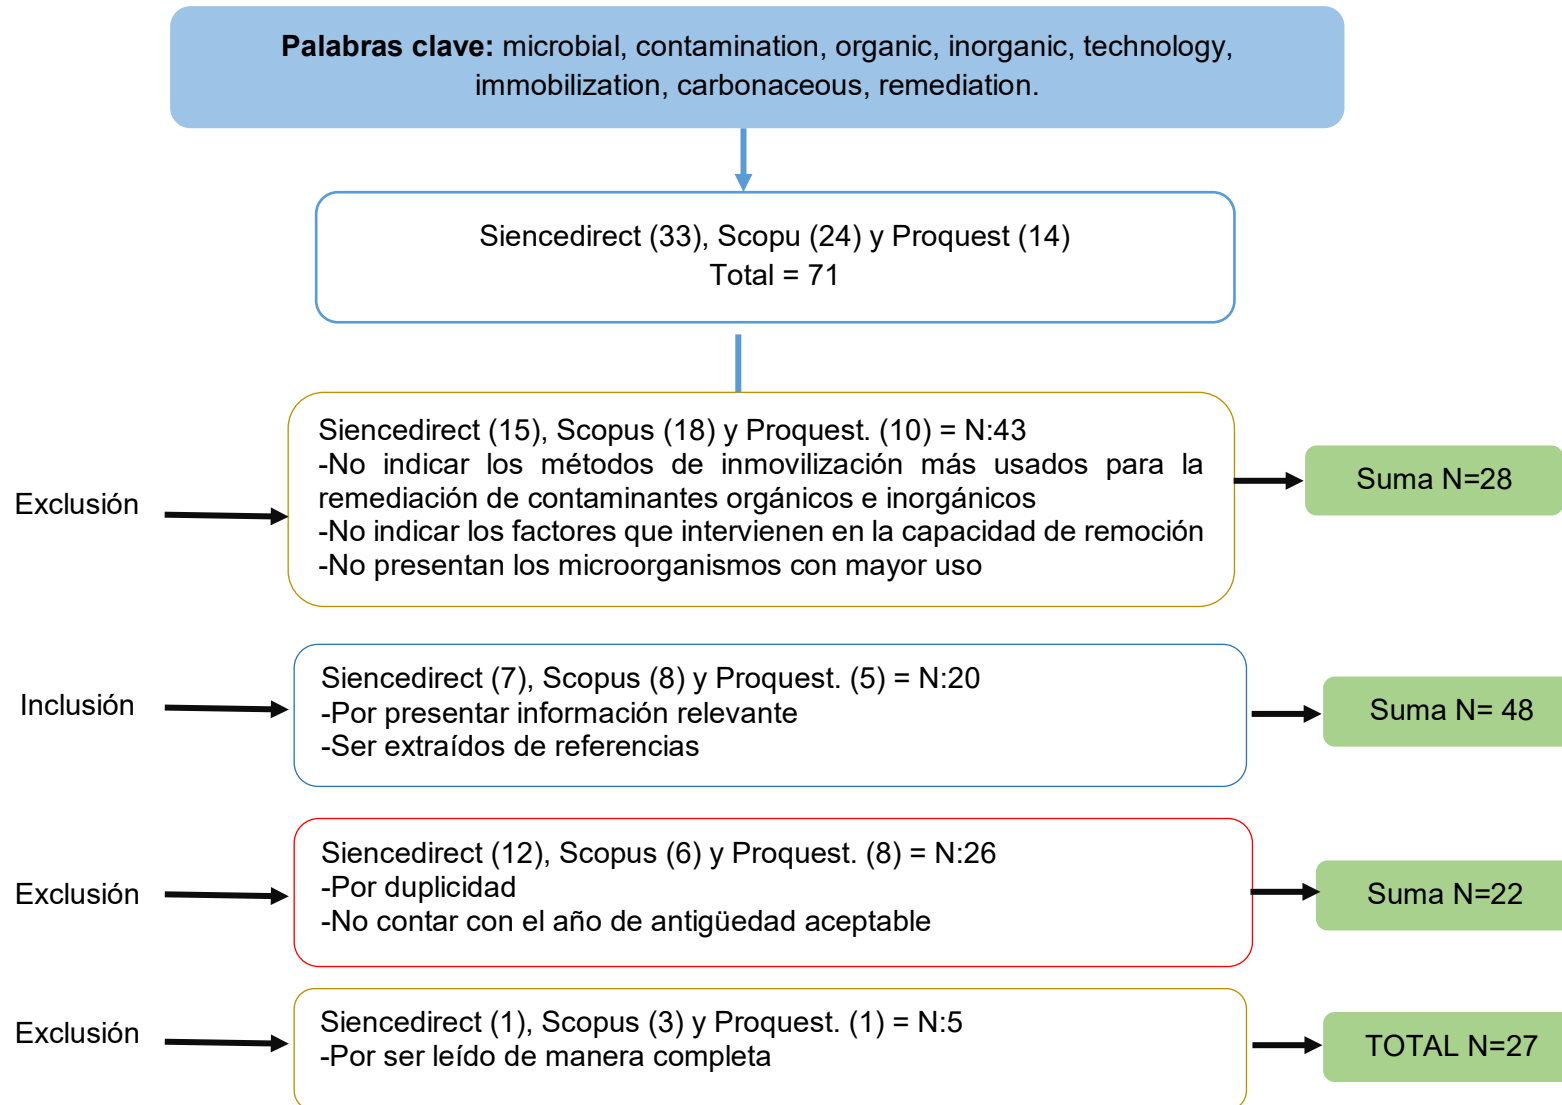 Palabras clave: microbial, contamination, organic, inorganic, technology,
immobilization, carbonaceous, remediation.
Siencedirect (33), Scopu (24) y Proquest (14)
Total = 71
Exclusión
Siencedirect (15), Scopus (18) y Proquest. (10) = N:43
-No indicar los métodos de inmovilización más usados para la
remediación de contaminantes orgánicos e inorgánicos
-No indicar los factores que intervienen en la capacidad de remoción
-No presentan los microorganismos con mayor uso
Suma N=28
Inclusión
Siencedirect (7), Scopus (8) y Proquest. (5) = N:20
-Por presentar información relevante
-Ser extraídos de referencias
Suma N= 48
Exclusión
Siencedirect (12), Scopus (6) y Proquest. (8) = N:26
-Por duplicidad
-No contar con el año de antigüedad aceptable
Suma N=22
Exclusión
Siencedirect (1), Scopus (3) y Proquest. (1) = N:5
-Por ser leído de manera completa
TOTAL N=27